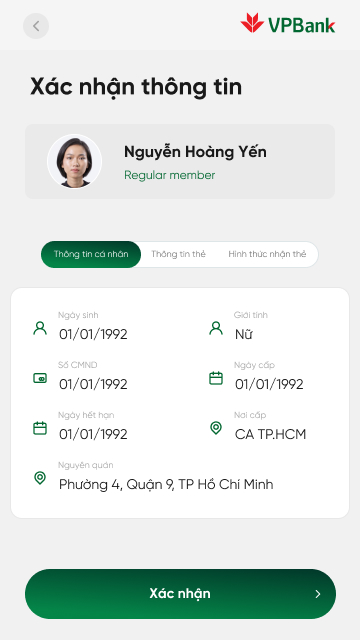 VPBank
Xác nhận thông tin
Nguyễn Hoàng Yến
Regular member
Thông tin cá nhân
Thông tin thẻ
Hình thức nhận thẻ
Ngày sinh
01/01/1992
Giới tính
Nữ
Số CMND
01/01/1992
Ngày cấp
01/01/1992
Ngày hết hạn
01/01/1992
Nơi cấp
CA TP.HCM
Nguyên quán
Phường 4, Quận 9, TP Hồ Chí Minh
Xác nhận